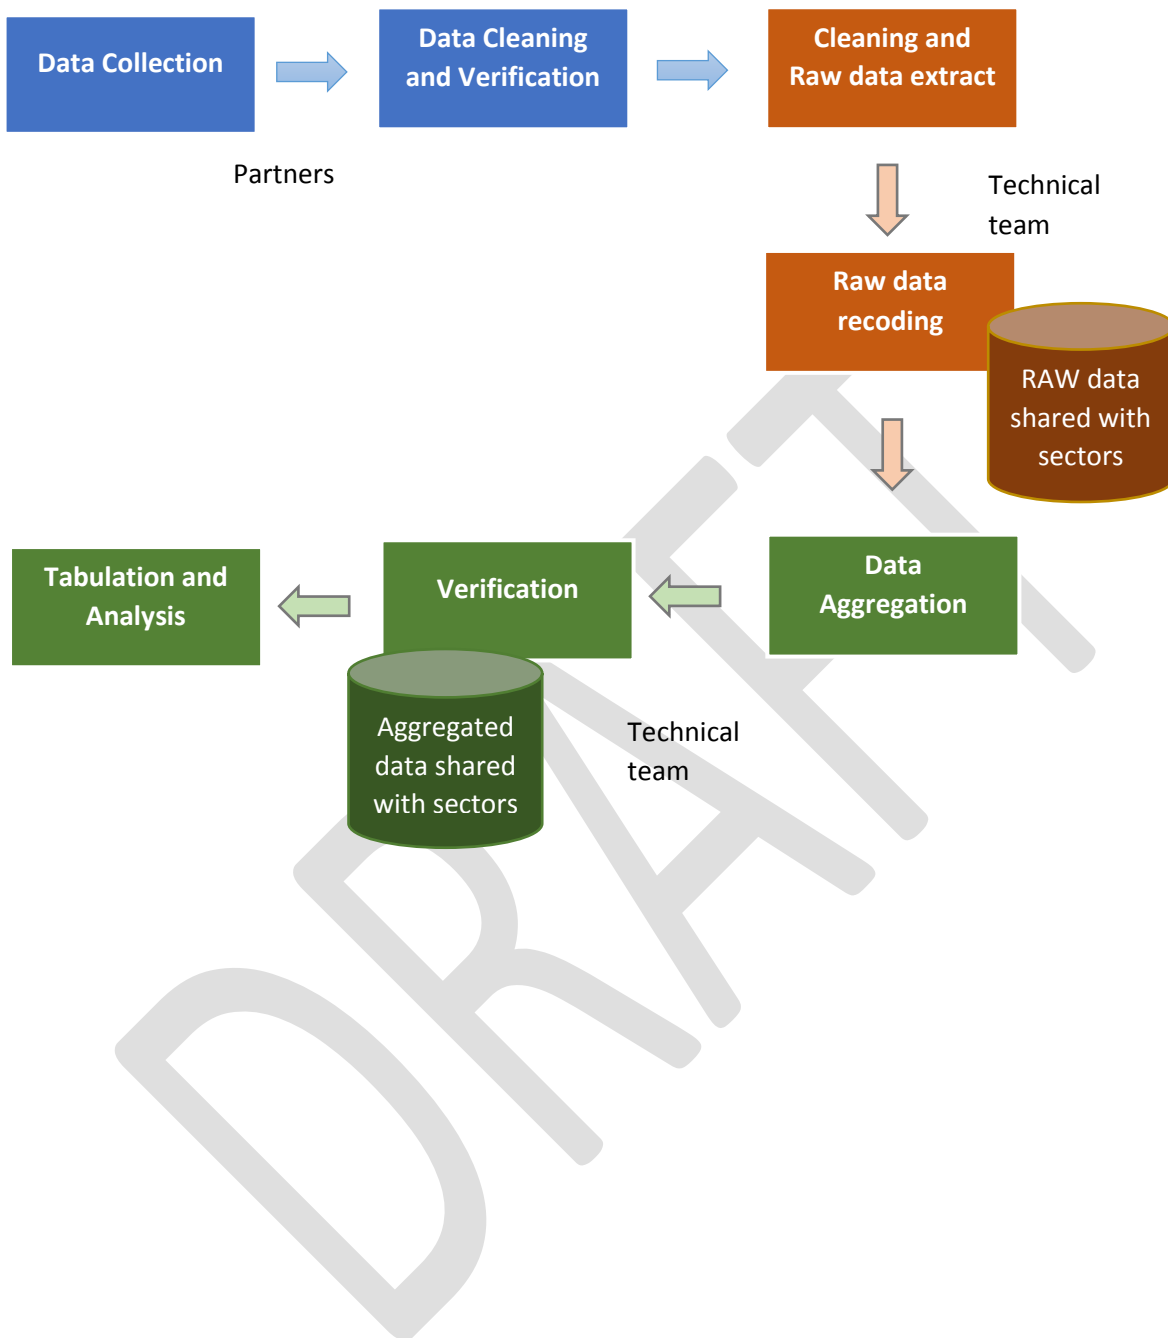 Data Collection
Data Cleaning
and Verification
Cleaning and
Raw data extract
Partners
Technical
team
Raw data
recoding
RAW data
shared with
sectors
Tabulation and
Analysis
Verification
Data
Aggregation
Aggregated
data shared
with sectors
Technical
team
DRAFT